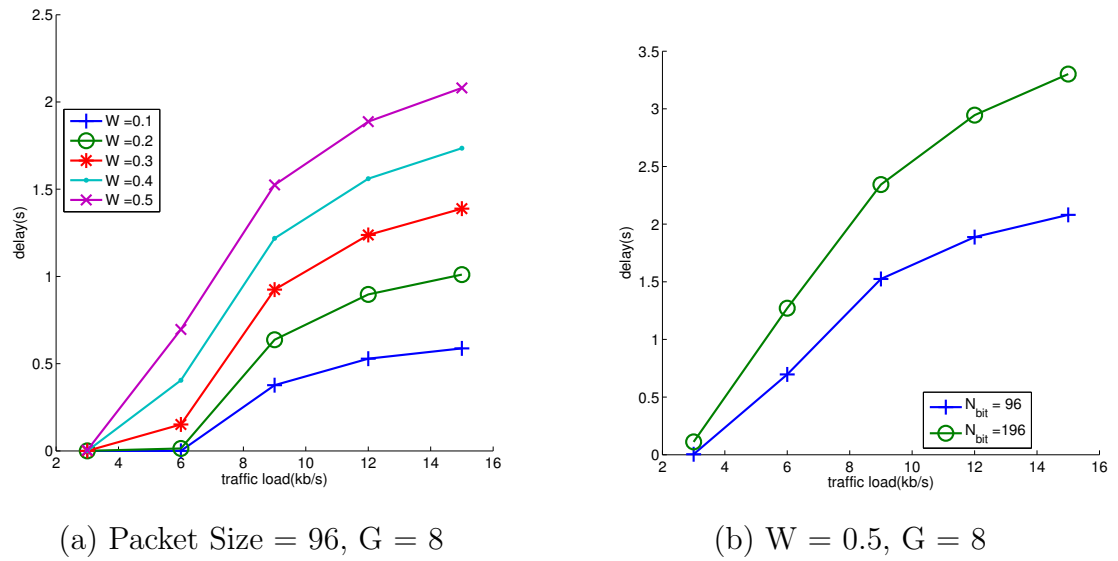 2.5
2
1.5
1
0.5
0
delay(s)
W =0.1
W =0.2
W =0.3
W =0.4
W =0.5
2 4 6 8 10 12 14 16
traffic load(kb/s)
(a) Packet Size = 96, G = 8
3.5
3
2.5
2
1.5
1
0.5
0
delay(s)
N_bit = 96
N_bit =196
2 4 6 8 10 12 14 16
traffic load(kb/s)
(b) W = 0.5, G = 8